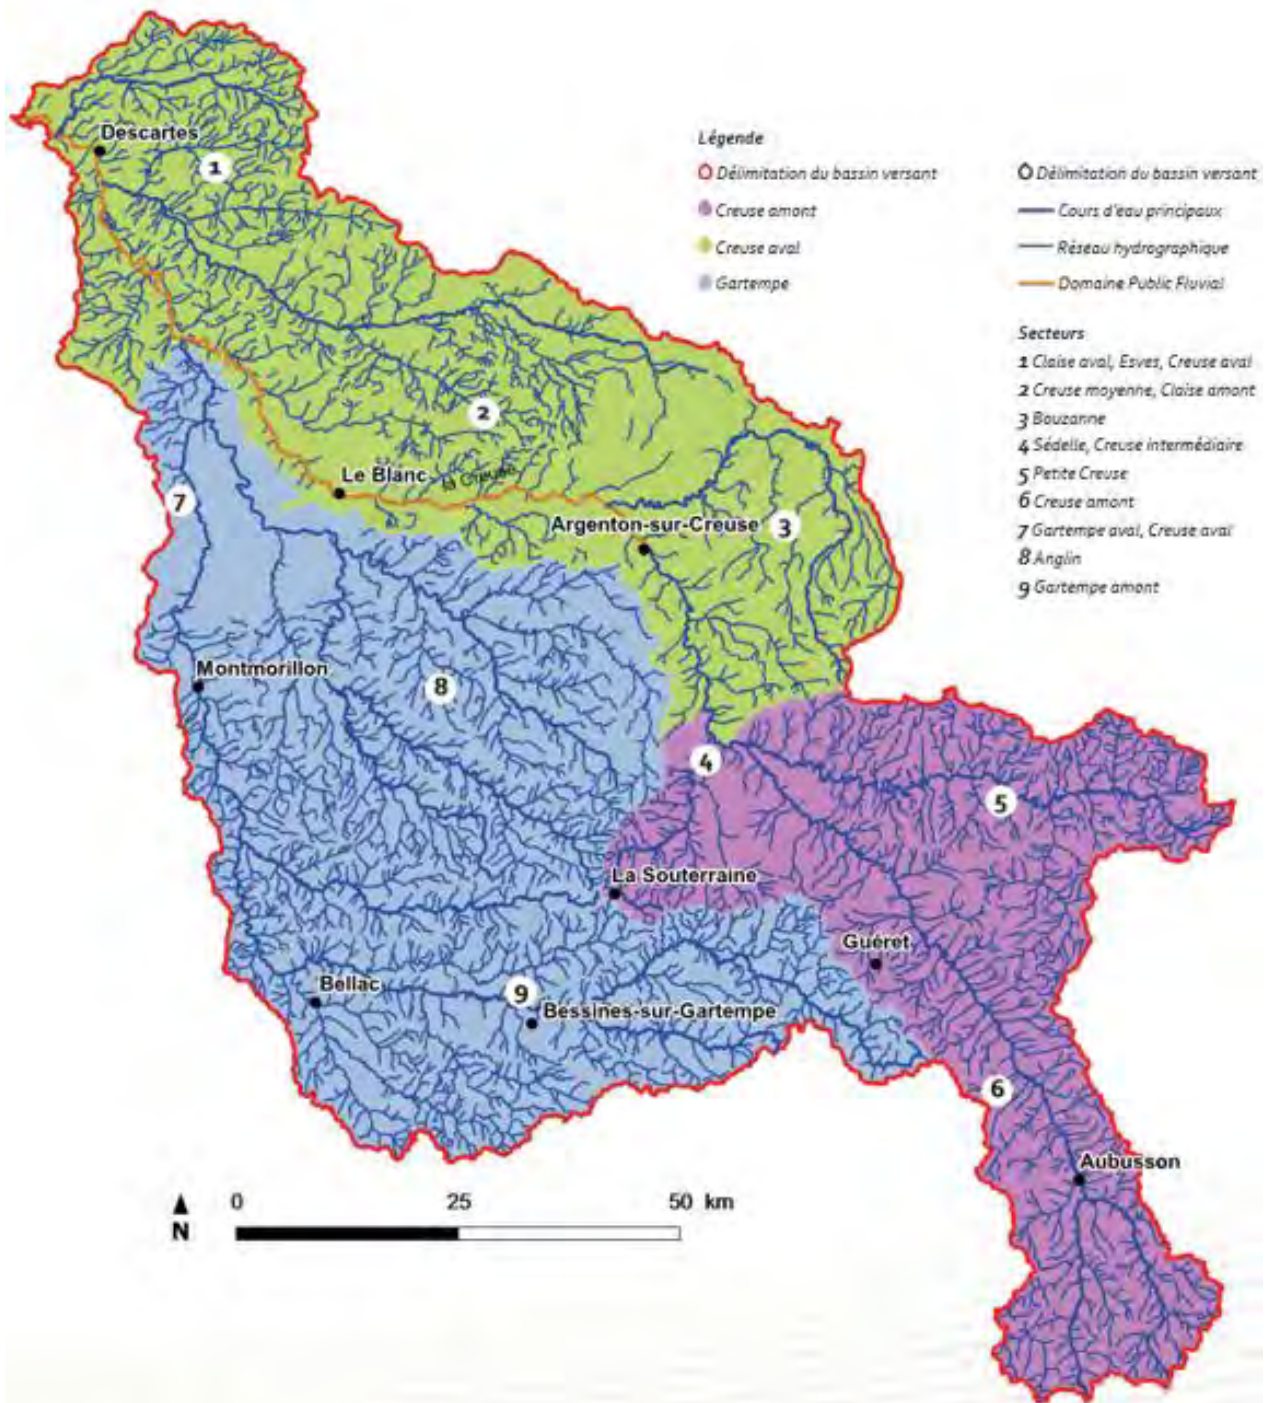 Légende
Délimitation du bassin versant
Creuse amont
Creuse aval
Gartempe
Délimitation du bassin versant
Cours d'eau principaux
Réseau hydrographique
Domaine Public Fluvial
Secteurs
1 Claise aval, Esves, Creuse aval
2 Creuse moyenne, Claise amont
3 Bouzanne
4 Sédelle, Creuse intermédiaire
5 Petite Creuse
6 Creuse amont
7 Gartempe aval, Creuse aval
8 Anglin
9 Gartempe amont
Descartes
1
2
Le Blanc
la Creuse
7
Argenton-sur-Creuse
3
Montmorillon
8
4
5
La Souterraine
Guéret
Bellac
9
Bessines-sur-Gartempe
6
Aubusson
N
0 25 50 km